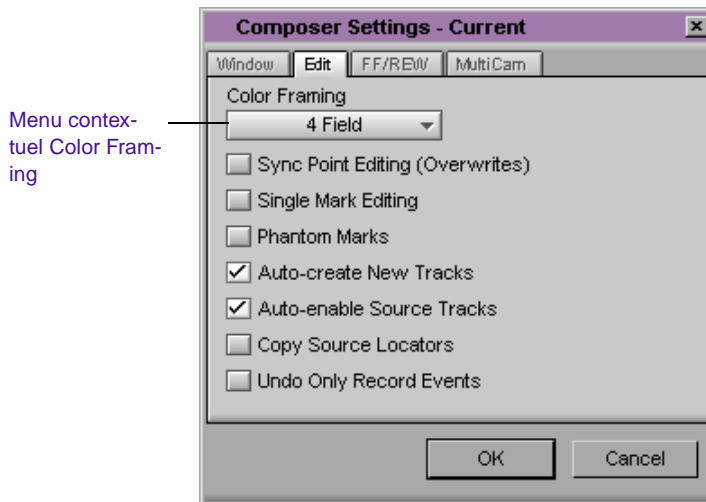 Composer Settings - Current
Window Edit FF/REW MultiCam
Color Framing
Menu contex-
tuel Color Fram-
ing
4 Field
Sync Point Editing (Overwrites)
Single Mark Editing
Phantom Marks
Auto-create New Tracks
Auto-enable Source Tracks
Copy Source Locators
Undo Only Record Events
OK Cancel